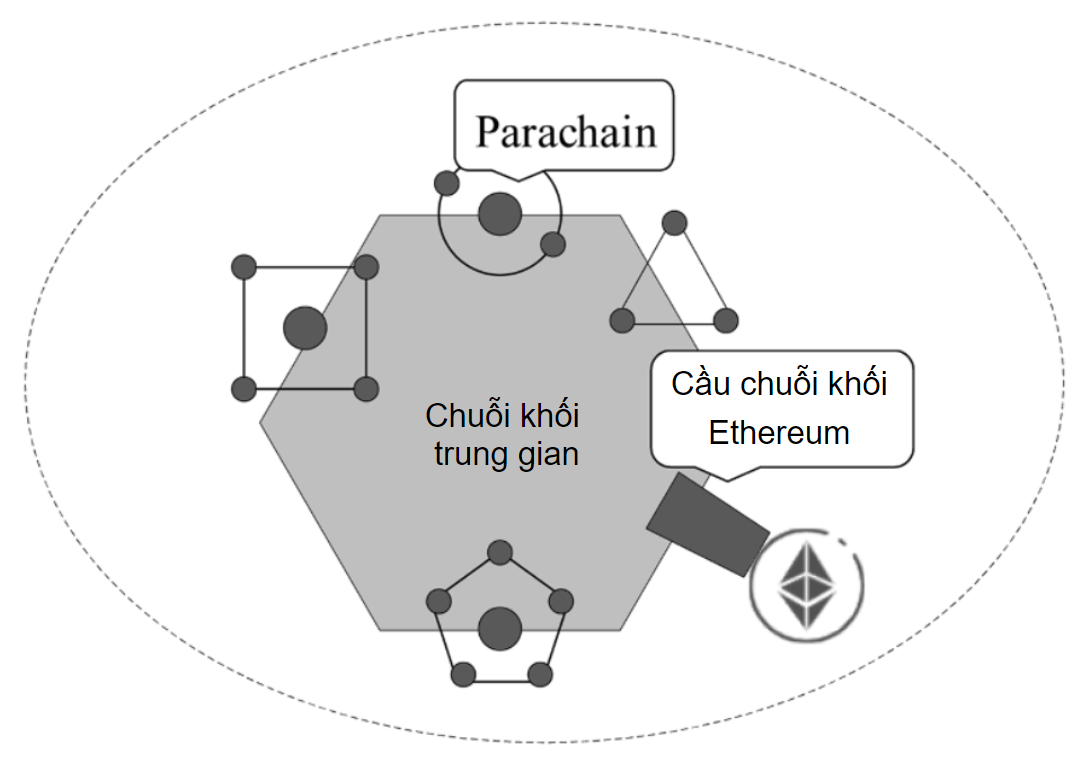 Parachain
Cầu chuỗi khối
Ethereum
Chuỗi khối
trung gian